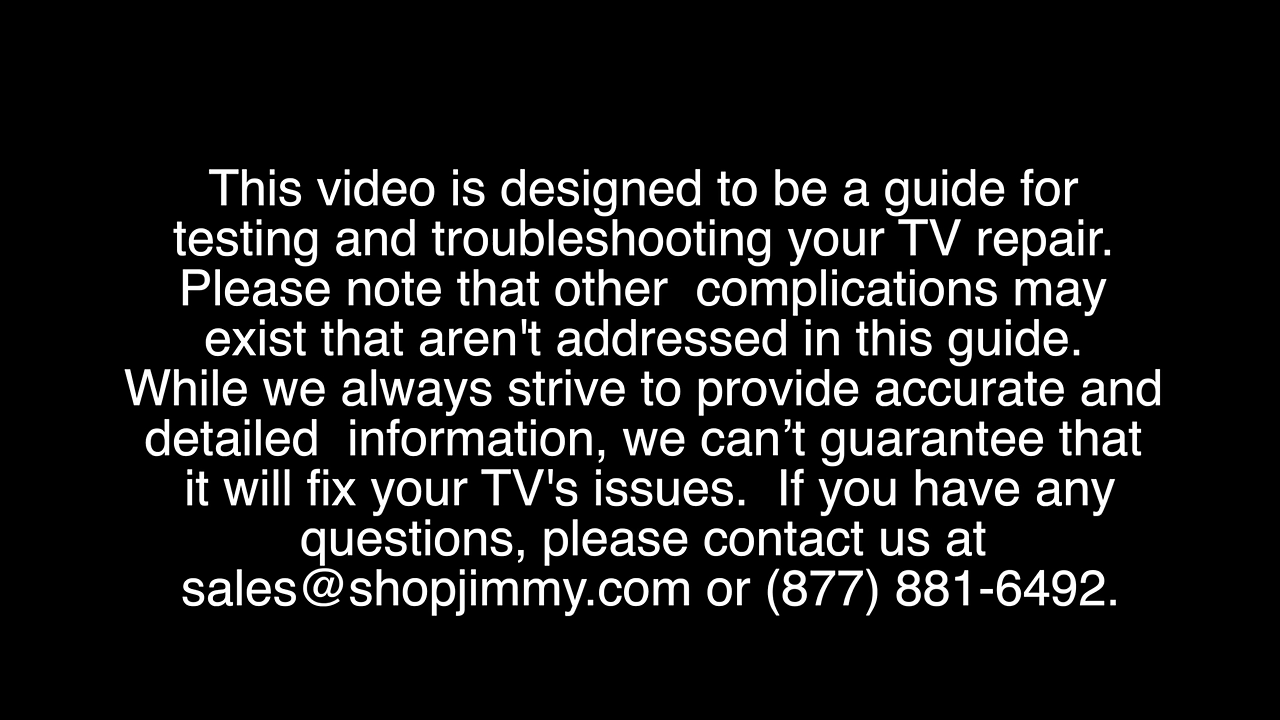 This video is designed to be a guide for
testing and troubleshooting your TV repair.
Please note that other  complications may
exist that aren't addressed in this guide.
While we always strive to provide accurate and
detailed  information, we can’t guarantee that
it will fix your TV's issues.  If you have any
questions, please contact us at
sales@shopjimmy.com or (877) 881-6492.